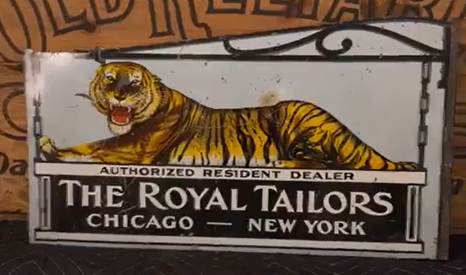 AUTHORIZED RESIDENT DEALER
THE ROYAL TAILORS
CHICAGO — NEW YORK